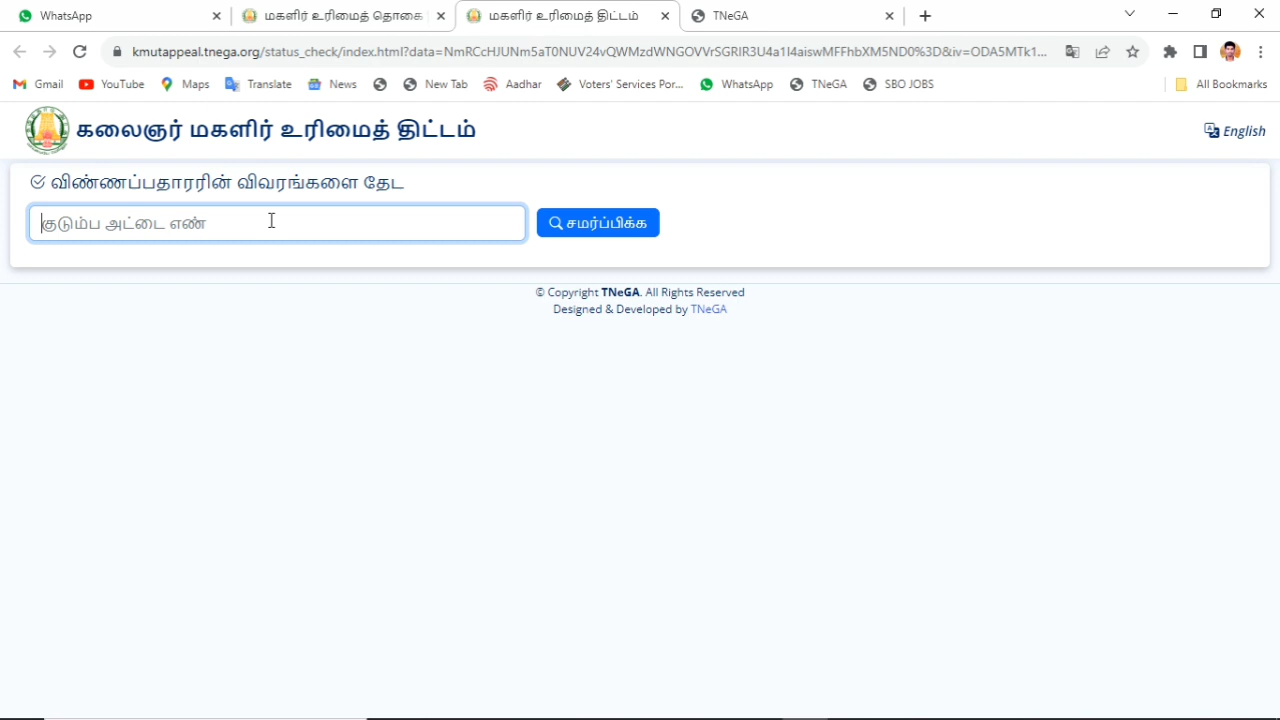 WhatsApp
மகளிர் உரிமைத் தொகை
மகளிர் உரிமைத் திட்டம்
TNeGA
kmutappeal.tnega.org/status_check/index.html?data=NmRCcHJUNm5aT0NUV24vQWMzdWNGOVVrSGRIR3U4a1I4aiswMFFhbXM5ND0%3D&iv=ODA5MTk1...
Gmail YouTube Maps Translate News New Tab Aadhar Voters' Services Por... WhatsApp TNeGA SBO JOBS All Bookmarks
கலைஞர் மகளிர் உரிமைத் திட்டம்
English
விண்ணப்பதாரரின் விவரங்களை தேட
குடும்ப அட்டை எண்
சமர்ப்பிக்க
© Copyright TNeGA. All Rights Reserved
Designed & Developed by TNeGA